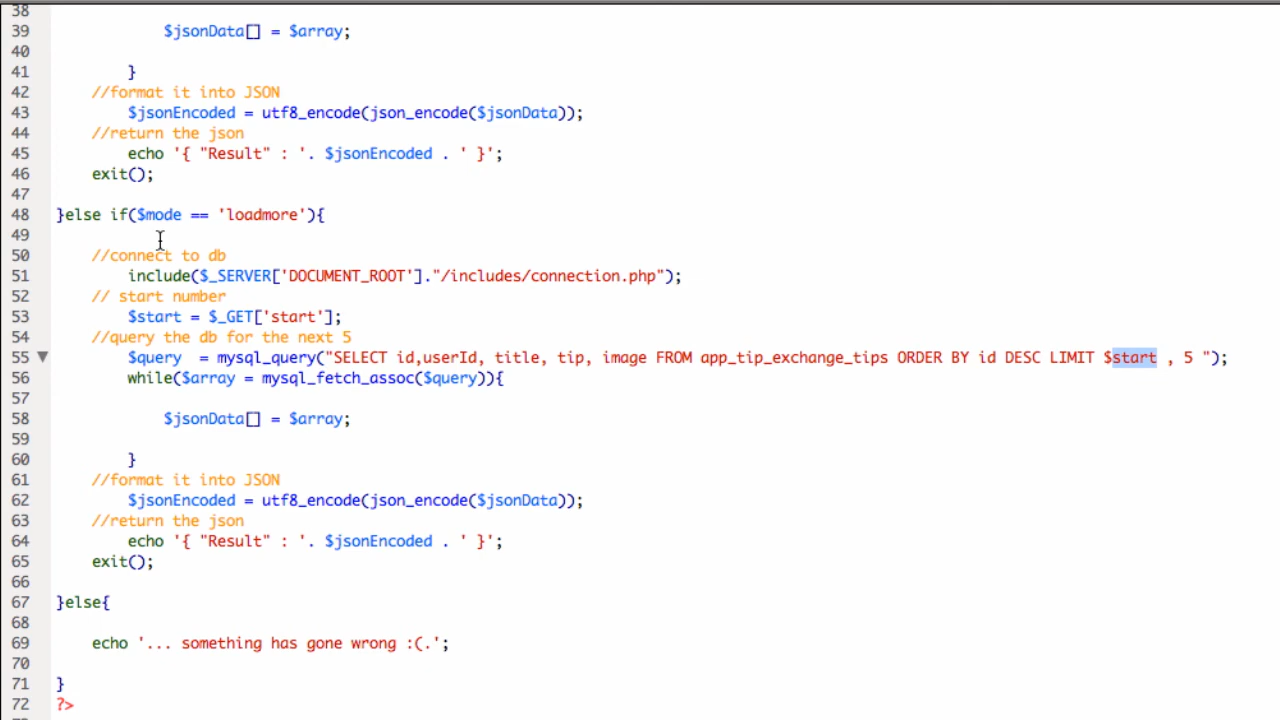 38
39 $jsonData[] = $array;
40
41 }
42 //format it into JSON
43 $jsonEncoded = utf8_encode(json_encode($jsonData));
44 //return the json
45 echo '{ "Result" : '. $jsonEncoded . ' }';
46 exit();
47
48 }else if($mode == 'loadmore'){
49
50 //connect to db
51 include($_SERVER['DOCUMENT_ROOT']."/includes/connection.php");
52 // start number
53 $start = $_GET['start'];
54 //query the db for the next 5
55 $query  = mysql_query("SELECT id,userId, title, tip, image FROM app_tip_exchange_tips ORDER BY id DESC LIMIT $start , 5 ");
56 while($array = mysql_fetch_assoc($query)){
57
58 $jsonData[] = $array;
59
60 }
61 //format it into JSON
62 $jsonEncoded = utf8_encode(json_encode($jsonData));
63 //return the json
64 echo '{ "Result" : '. $jsonEncoded . ' }';
65 exit();
66
67 }else{
68
69 echo '... something has gone wrong :(.';
70
71 }
72 ?>